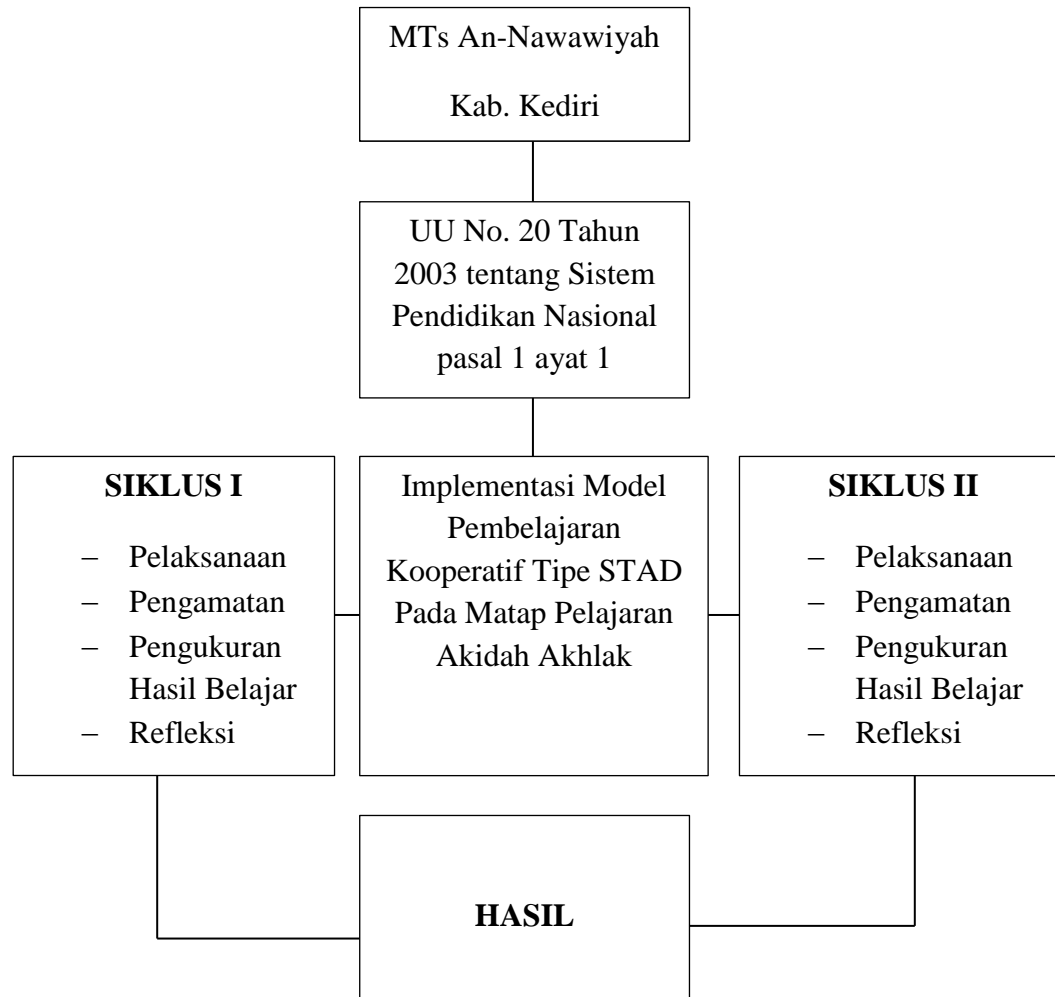 MTs An-Nawawiyah
Kab. Kediri
UU No. 20 Tahun
2003 tentang Sistem
Pendidikan Nasional
pasal 1 ayat 1
SIKLUS I
– Pelaksanaan
– Pengamatan
– Pengukuran
Hasil Belajar
– Refleksi
Implementasi Model
Pembelajaran
Kooperatif Tipe STAD
Pada Matap Pelajaran
Akidah Akhlak
SIKLUS II
– Pelaksanaan
– Pengamatan
– Pengukuran
Hasil Belajar
– Refleksi
HASIL